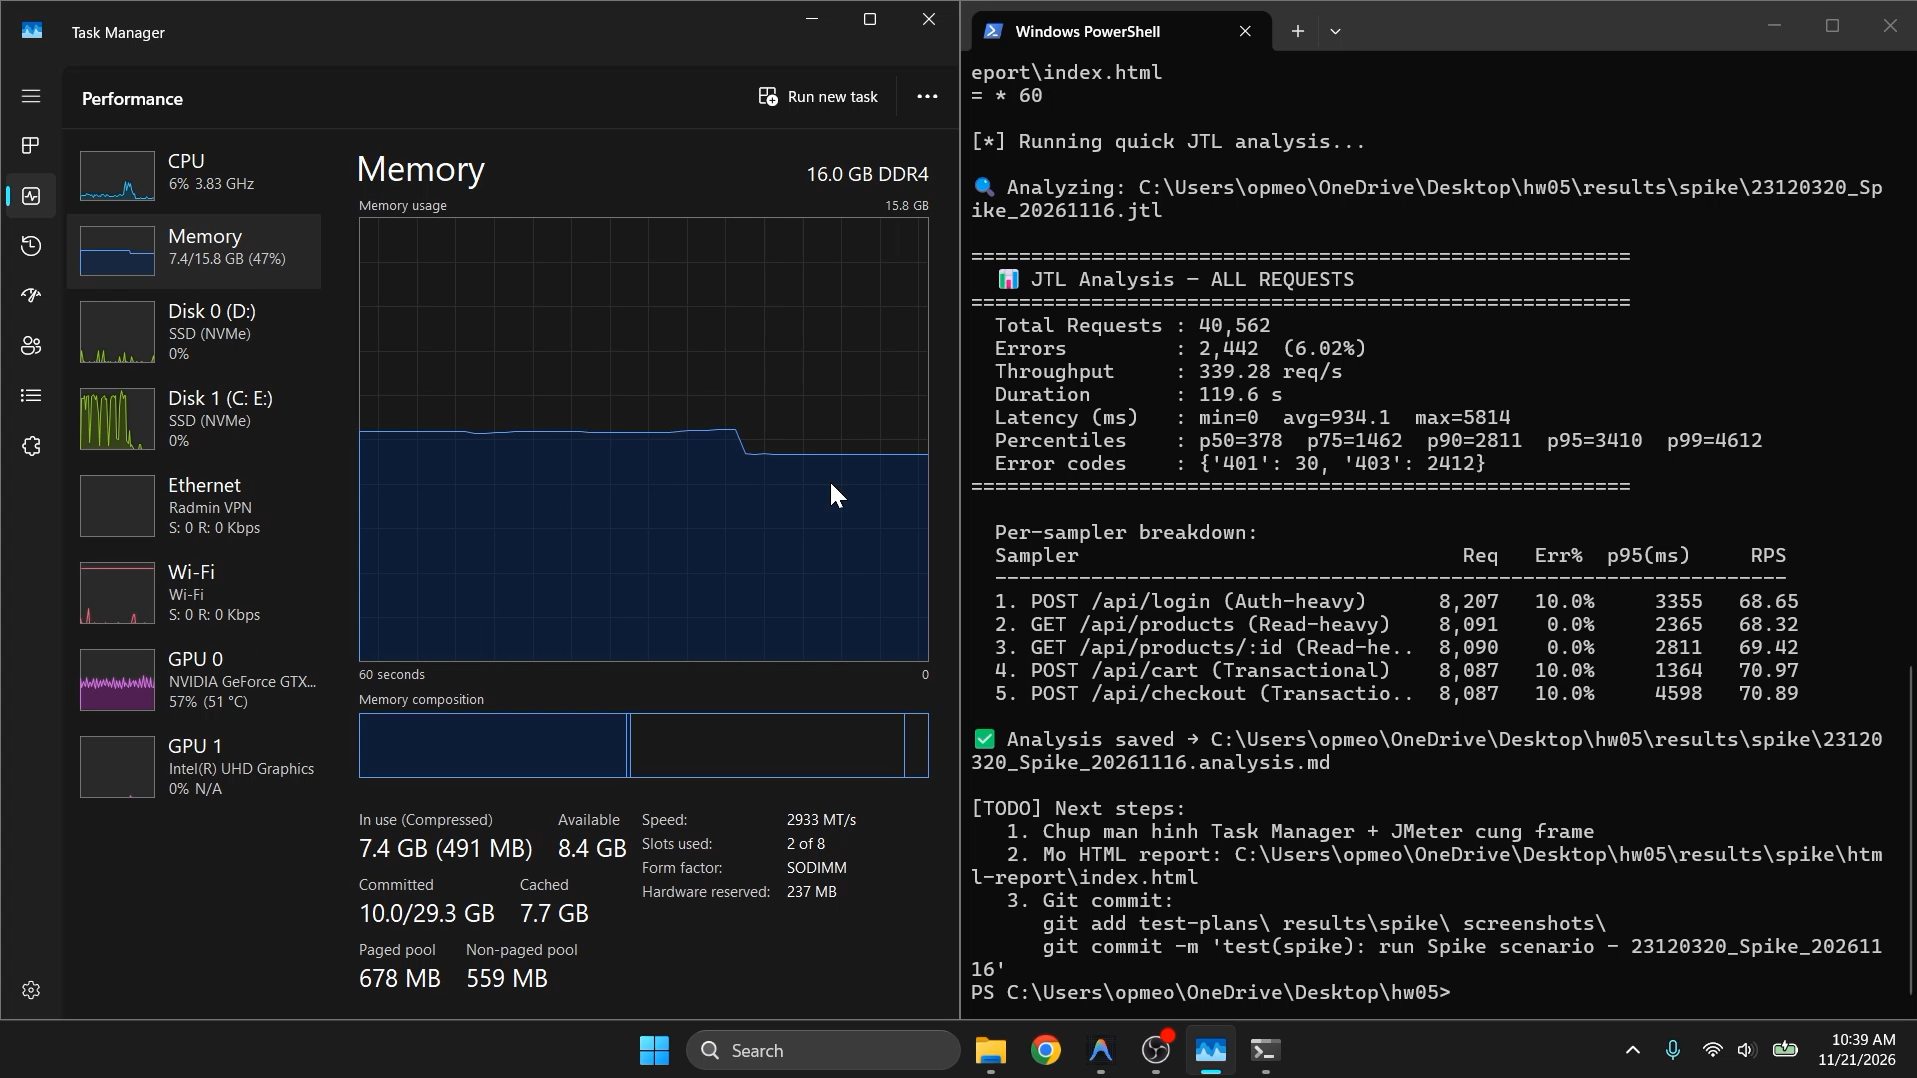 Task Manager
Performance
Run new task
CPU
6% 3.83 GHz
Memory
7.4/15.8 GB (47%)
Disk 0 (D:)
SSD (NVMe)
0%
Disk 1 (C: E:)
SSD (NVMe)
0%
Ethernet
Radmin VPN
S: 0 R: 0 Kbps
Wi-Fi
Wi-Fi
S: 0 R: 0 Kbps
GPU 0
NVIDIA GeForce GTX...
57% (51 °C)
GPU 1
Intel(R) UHD Graphics
0% N/A
Memory
16.0 GB DDR4
Memory usage
15.8 GB
60 seconds
0
Memory composition
In use (Compressed)
7.4 GB (491 MB)
Available
8.4 GB
Committed
10.0/29.3 GB
Cached
7.7 GB
Paged pool
678 MB
Non-paged pool
559 MB
Speed: 2933 MT/s
Slots used: 2 of 8
Form factor: SODIMM
Hardware reserved: 237 MB
Windows PowerShell
eport\index.html
= * 60
[*] Running quick JTL analysis...
🔍 Analyzing: C:\Users\opmeo\OneDrive\Desktop\hw05\results\spike\23120320_Sp
ike_20261116.jtl
=======================================================
📊 JTL Analysis — ALL REQUESTS
=======================================================
Total Requests : 40,562
Errors : 2,442 (6.02%)
Throughput : 339.28 req/s
Duration : 119.6 s
Latency (ms) : min=0 avg=934.1 max=5814
Percentiles : p50=378 p75=1462 p90=2811 p95=3410 p99=4612
Error codes : {'401': 30, '403': 2412}
=======================================================
Per-sampler breakdown:
Sampler Req Err% p95(ms) RPS
------------------------------------------------------------------
1. POST /api/login (Auth-heavy) 8,207 10.0% 3355 68.65
2. GET /api/products (Read-heavy) 8,091 0.0% 2365 68.32
3. GET /api/products/:id (Read-he.. 8,090 0.0% 2811 69.42
4. POST /api/cart (Transactional) 8,087 10.0% 1364 70.97
5. POST /api/checkout (Transactio.. 8,087 10.0% 4598 70.89
✅ Analysis saved → C:\Users\opmeo\OneDrive\Desktop\hw05\results\spike\23120
320_Spike_20261116.analysis.md
[TODO] Next steps:
1. Chup man hinh Task Manager + JMeter cung frame
2. Mo HTML report: C:\Users\opmeo\OneDrive\Desktop\hw05\results\spike\htm
l-report\index.html
3. Git commit:
git add test-plans\ results\spike\ screenshots\
git commit -m 'test(spike): run Spike scenario - 23120320_Spike_202611
16'
PS C:\Users\opmeo\OneDrive\Desktop\hw05>
Search
10:39 AM
11/21/2026